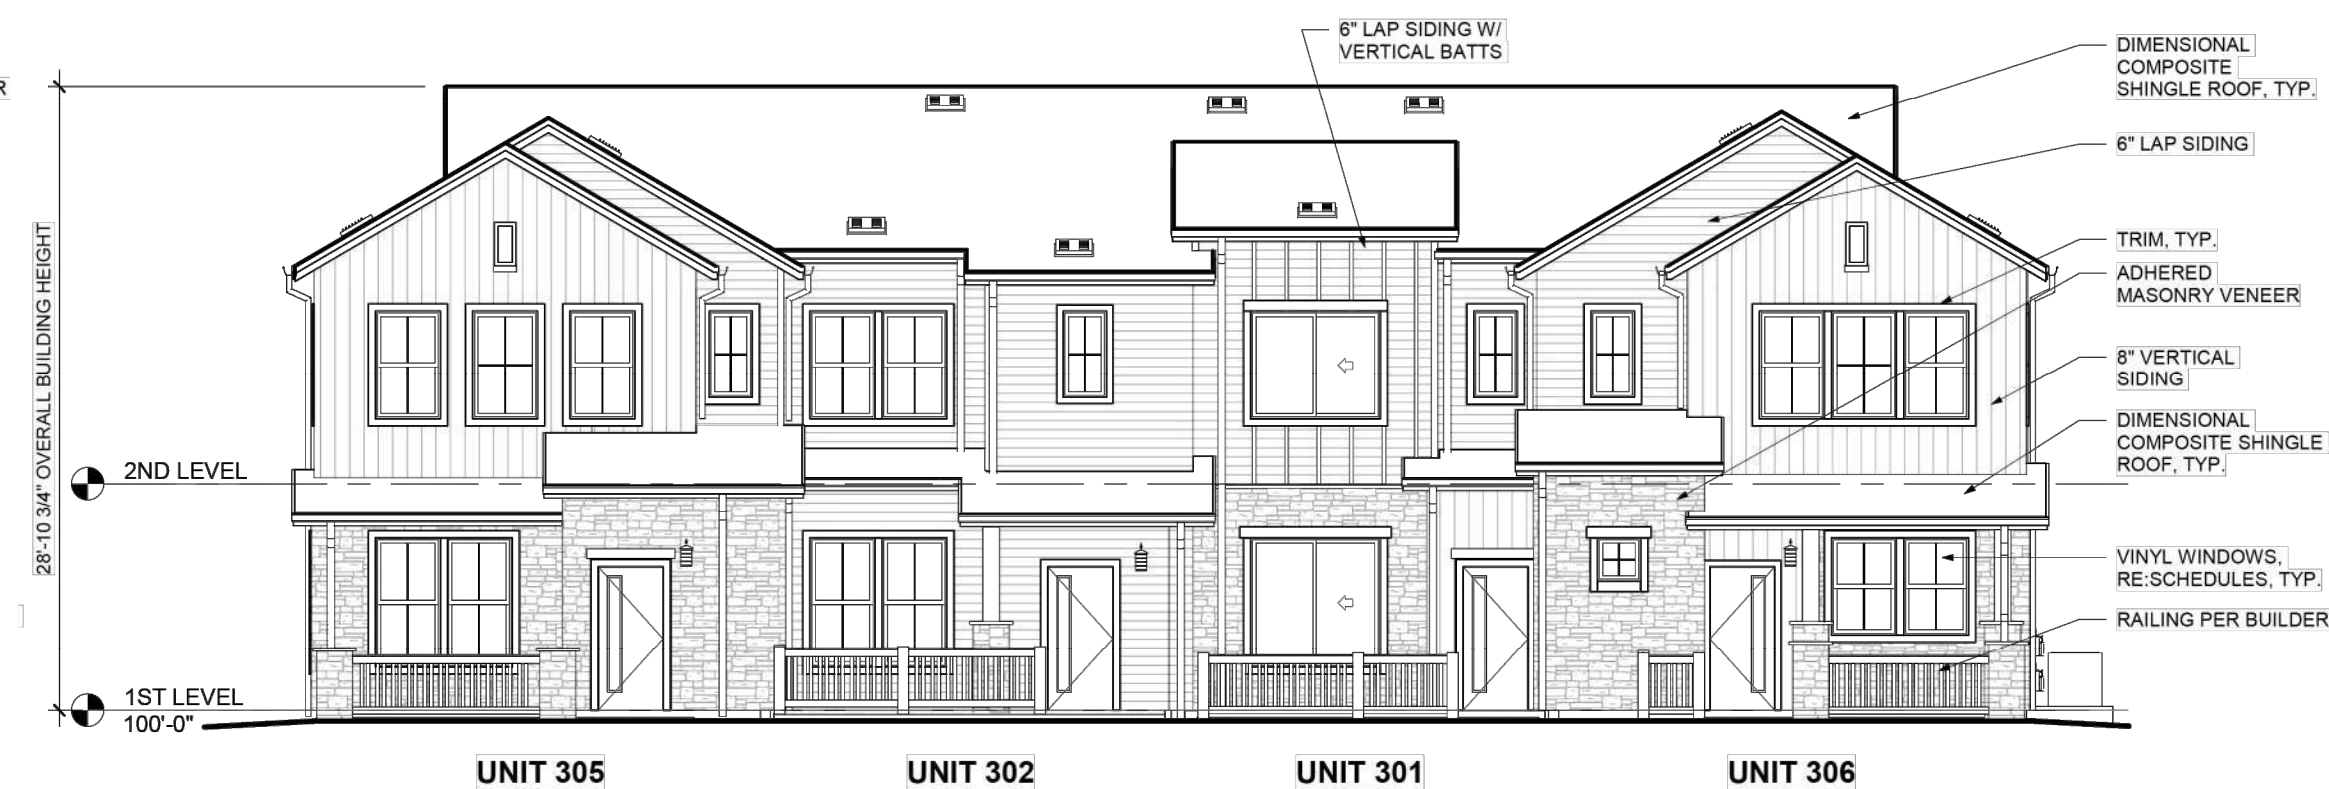 6" LAP SIDING W/
VERTICAL BATTS
DIMENSIONAL
COMPOSITE
SHINGLE ROOF, TYP.
6" LAP SIDING
TRIM, TYP.
ADHERED
MASONRY VENEER
8" VERTICAL
SIDING
DIMENSIONAL
COMPOSITE SHINGLE
ROOF, TYP.
VINYL WINDOWS,
RE:SCHEDULES, TYP.
RAILING PER BUILDER
R
28'-10 3/4" OVERALL BUILDING HEIGHT
2ND LEVEL
1ST LEVEL
100'-0"
UNIT 305
UNIT 302
UNIT 301
UNIT 306